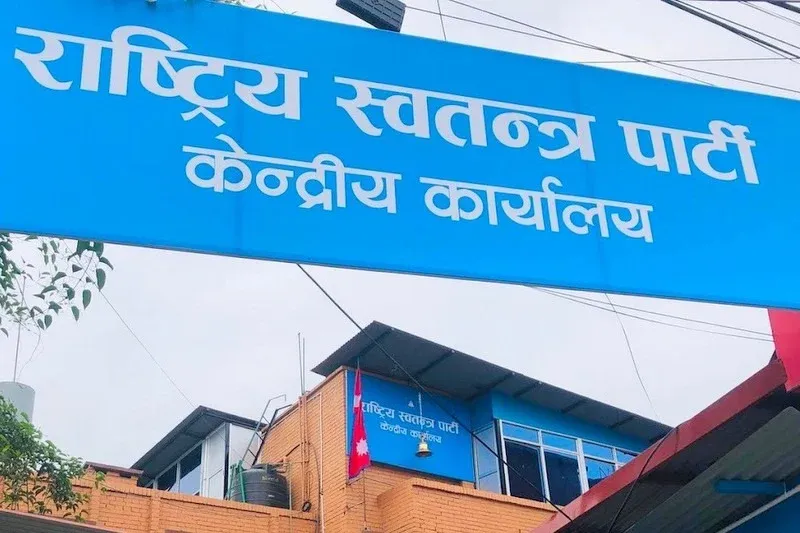 राष्ट्रिय स्वतन्त्र पार्टी
केन्द्रीय कार्यालय
राष्ट्रिय स्वतन्त्र पार्टी
केन्द्रीय कार्यालय